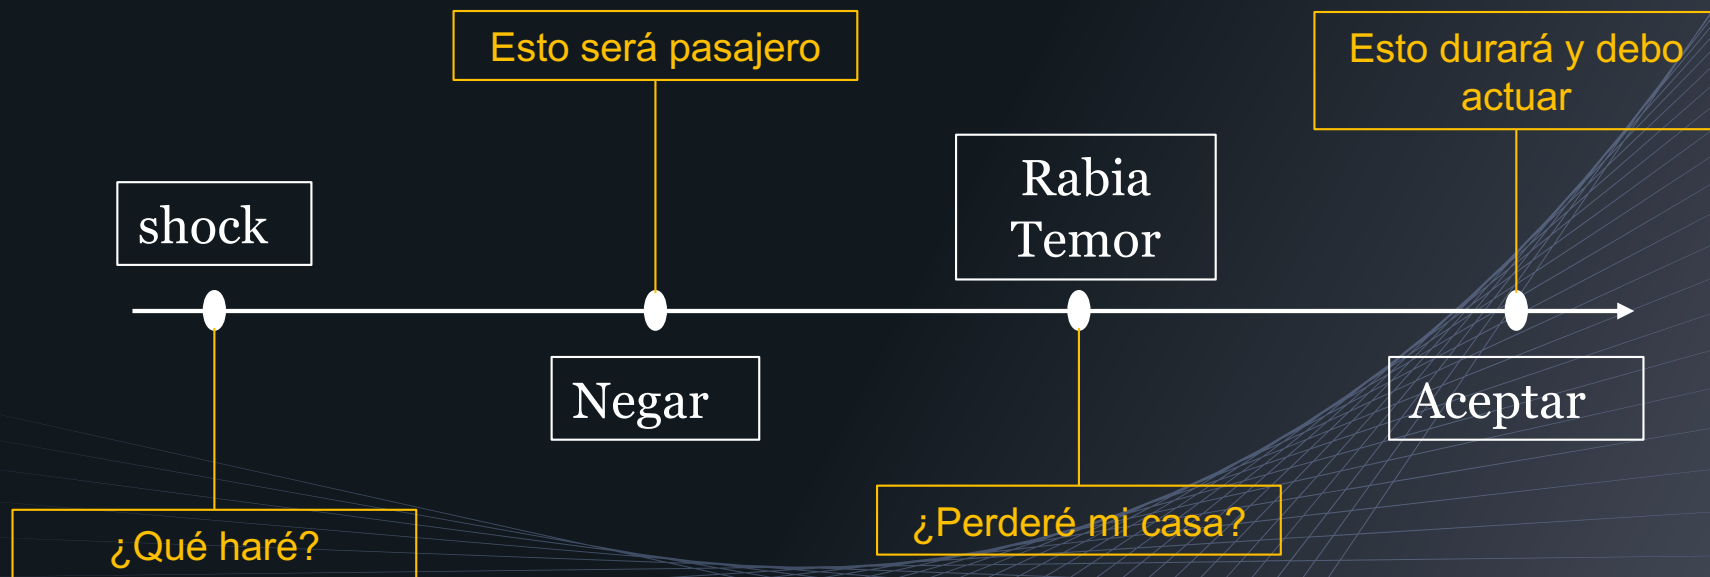 Esto será pasajero
Esto durará y debo
actuar
shock
Rabia
Temor
Negar
Aceptar
¿Qué haré?
¿Perderé mi casa?